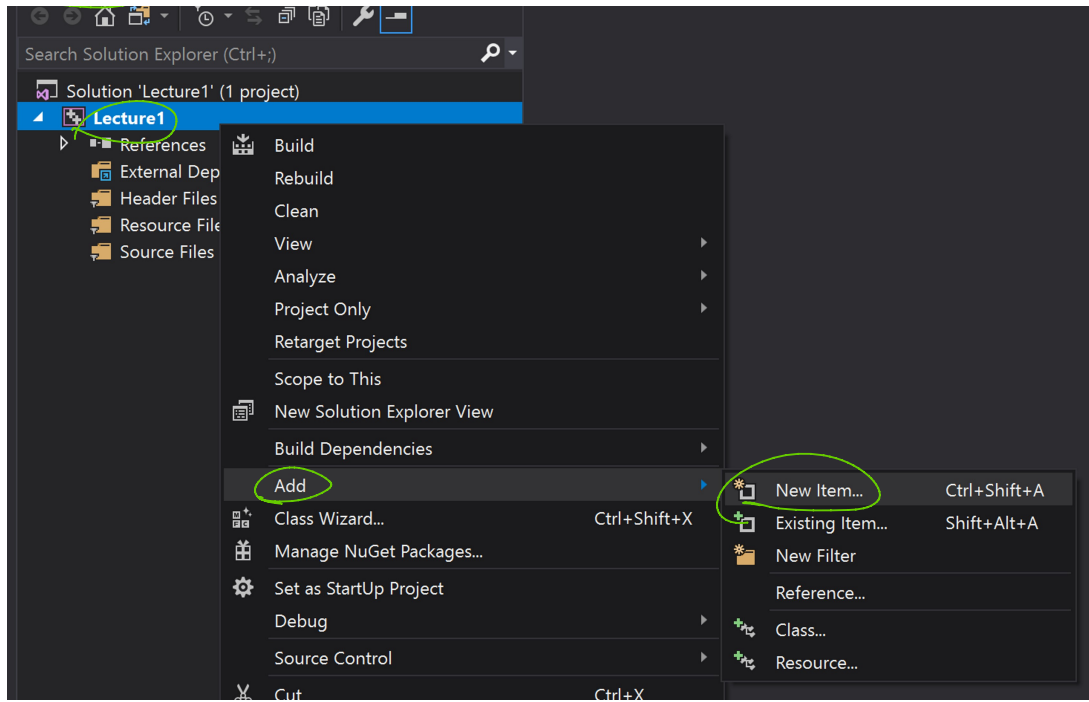 Search Solution Explorer (Ctrl+;)
Solution 'Lecture1' (1 project)
Lecture1
References
External Dep
Header Files
Resource File
Source Files
Build
Rebuild
Clean
View
Analyze
Project Only
Retarget Projects
Scope to This
New Solution Explorer View
Build Dependencies
Add
Class Wizard... Ctrl+Shift+X
Manage NuGet Packages...
Set as StartUp Project
Debug
Source Control
Cut Ctrl+X
New Item... Ctrl+Shift+A
Existing Item... Shift+Alt+A
New Filter
Reference...
Class...
Resource...